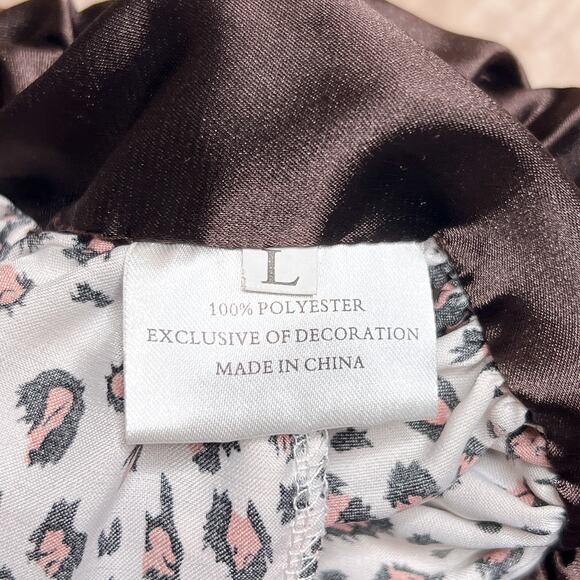 L
100% POLYESTER
EXCLUSIVE OF DECORATION
MADE IN CHINA